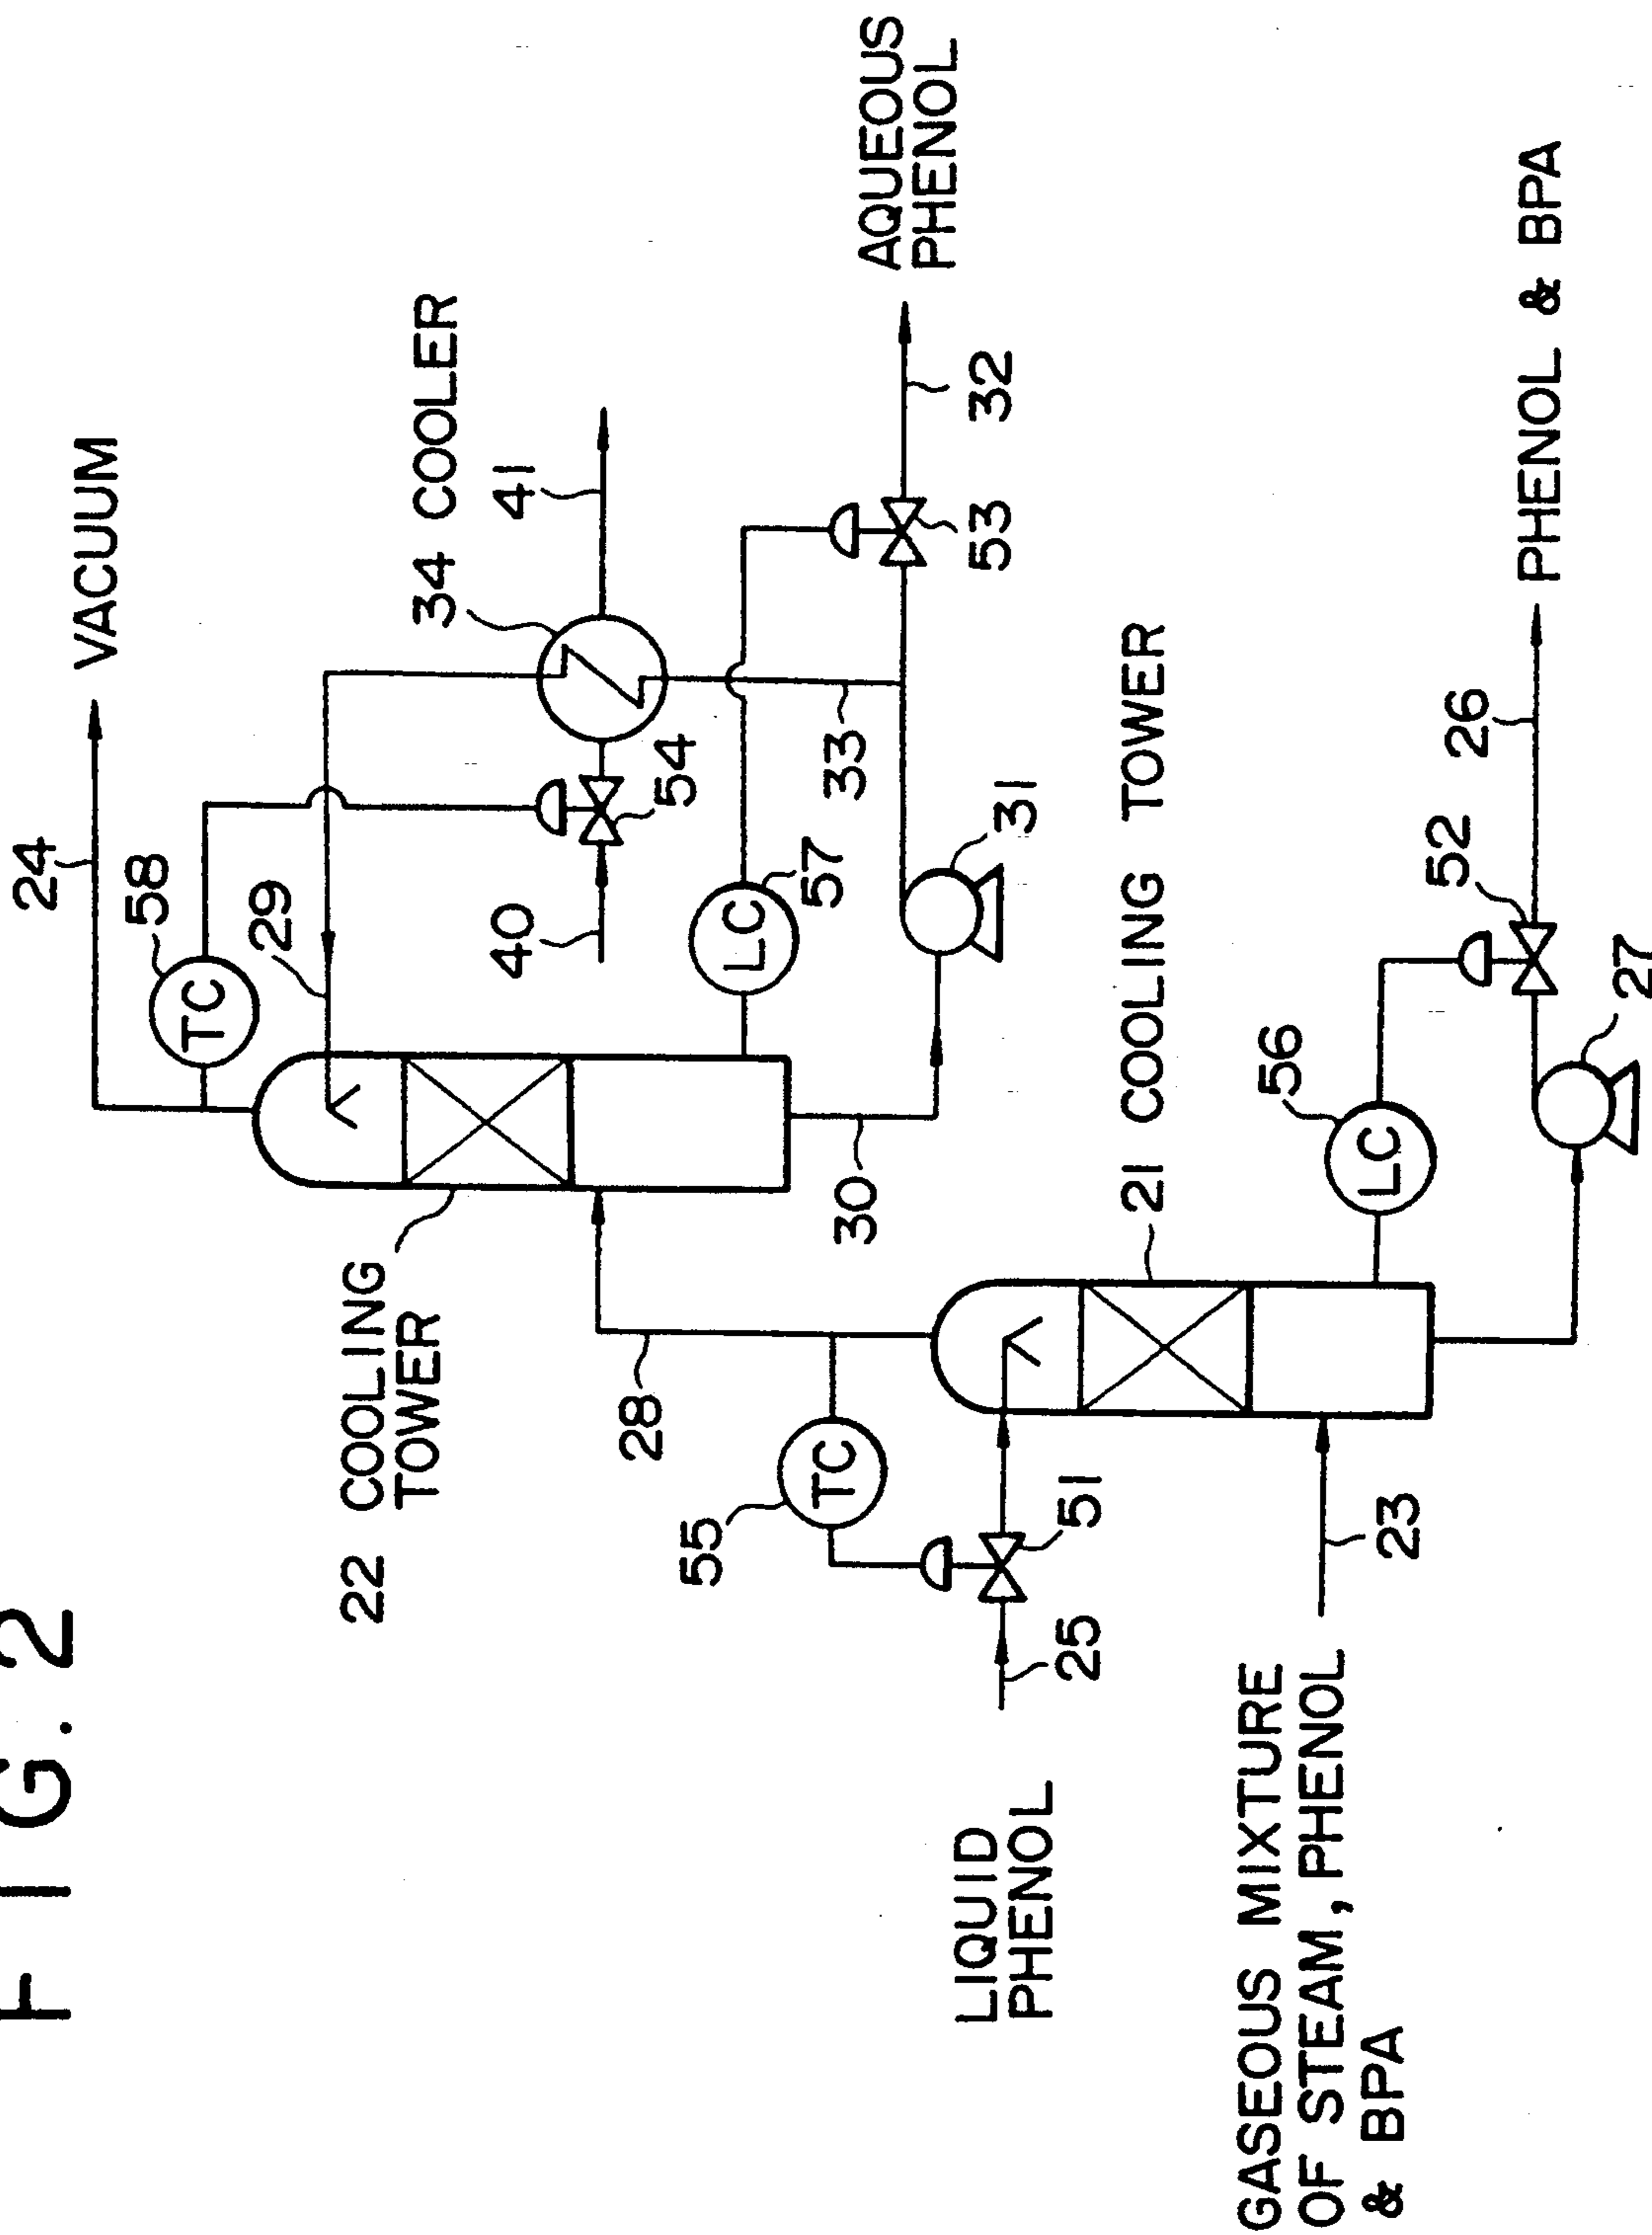 FIG. 2
24
VACUUM
58
TC
29
34 COOLER
41
40
54
22 COOLING
TOWER
LC
57
33
53
32
AQUEOUS
PHENOL
30
31
28
55
TC
51
25
LIQUID
PHENOL
21 COOLING TOWER
56
LC
52
26
PHENOL & BPA
27
23
GASEOUS MIXTURE
OF STEAM, PHENOL
& BPA